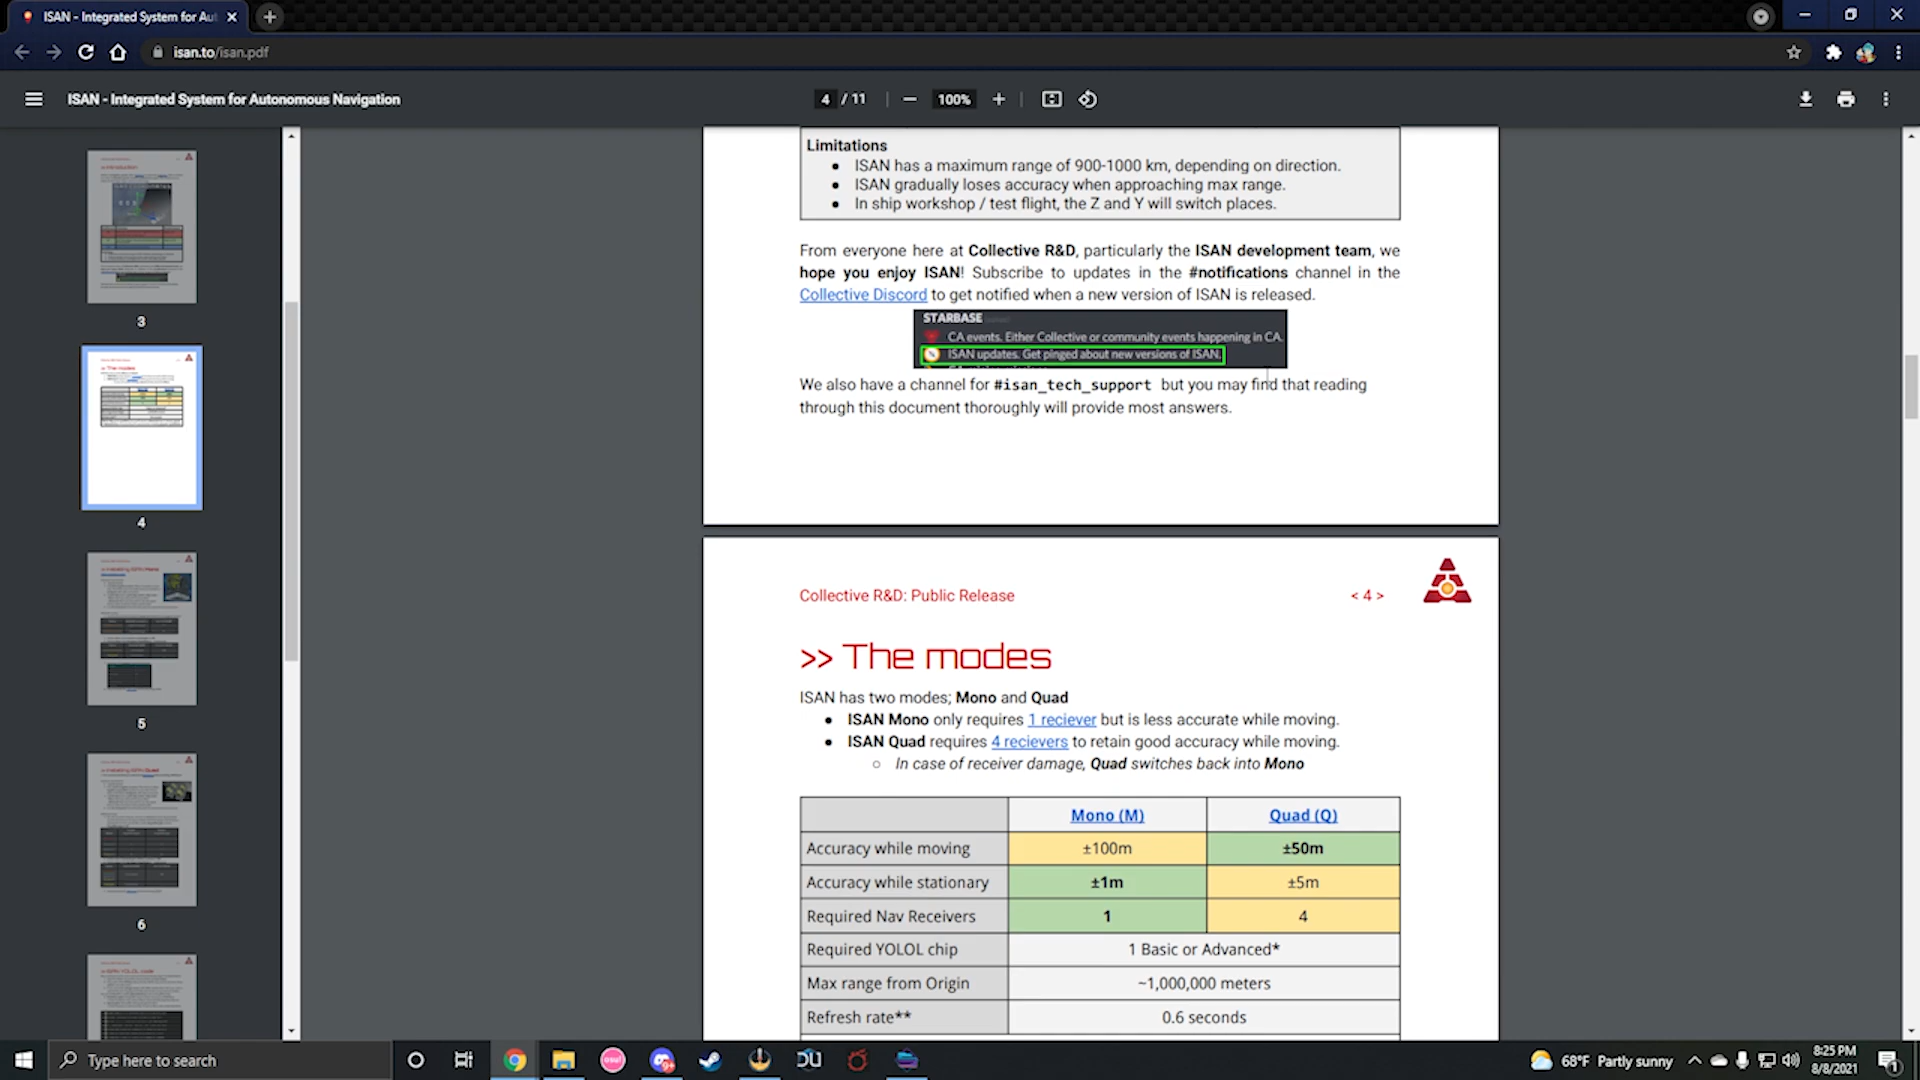 ISAN - Integrated System for Aut
isan.to/isan.pdf
ISAN - Integrated System for Autonomous Navigation
4 / 11
100%
3
4
5
6
Limitations
● ISAN has a maximum range of 900-1000 km, depending on direction.
● ISAN gradually loses accuracy when approaching max range.
● In ship workshop / test flight, the Z and Y will switch places.
From everyone here at Collective R&D, particularly the ISAN development team, we
hope you enjoy ISAN! Subscribe to updates in the #notifications channel in the
Collective Discord to get notified when a new version of ISAN is released.
STARBASE
CA events. Either Collective or community events happening in CA.
ISAN updates. Get pinged about new versions of ISAN.
We also have a channel for #isan_tech_support but you may find that reading
through this document thoroughly will provide most answers.
Collective R&D: Public Release
< 4 >
>> The modes
ISAN has two modes; Mono and Quad
● ISAN Mono only requires 1 reciever but is less accurate while moving.
● ISAN Quad requires 4 recievers to retain good accuracy while moving.
○ In case of receiver damage, Quad switches back into Mono
Mono (M) Quad (Q)
Accuracy while moving ±100m ±50m
Accuracy while stationary ±1m ±5m
Required Nav Receivers 1 4
Required YOLOL chip 1 Basic or Advanced*
Max range from Origin ~1,000,000 meters
Refresh rate** 0.6 seconds
Type here to search
osu!
DU
68°F Partly sunny
8:25 PM
8/8/2021